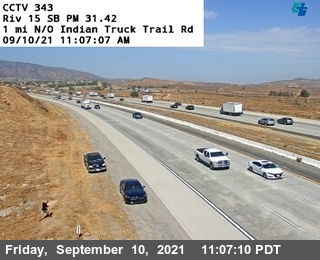 CCTV 343
Riv 15 SB PM 31.42
1 mi N/O Indian Truck Trail Rd
09/10/21 11:07:07 AM
Friday, September 10, 2021 11:07:10 PDT